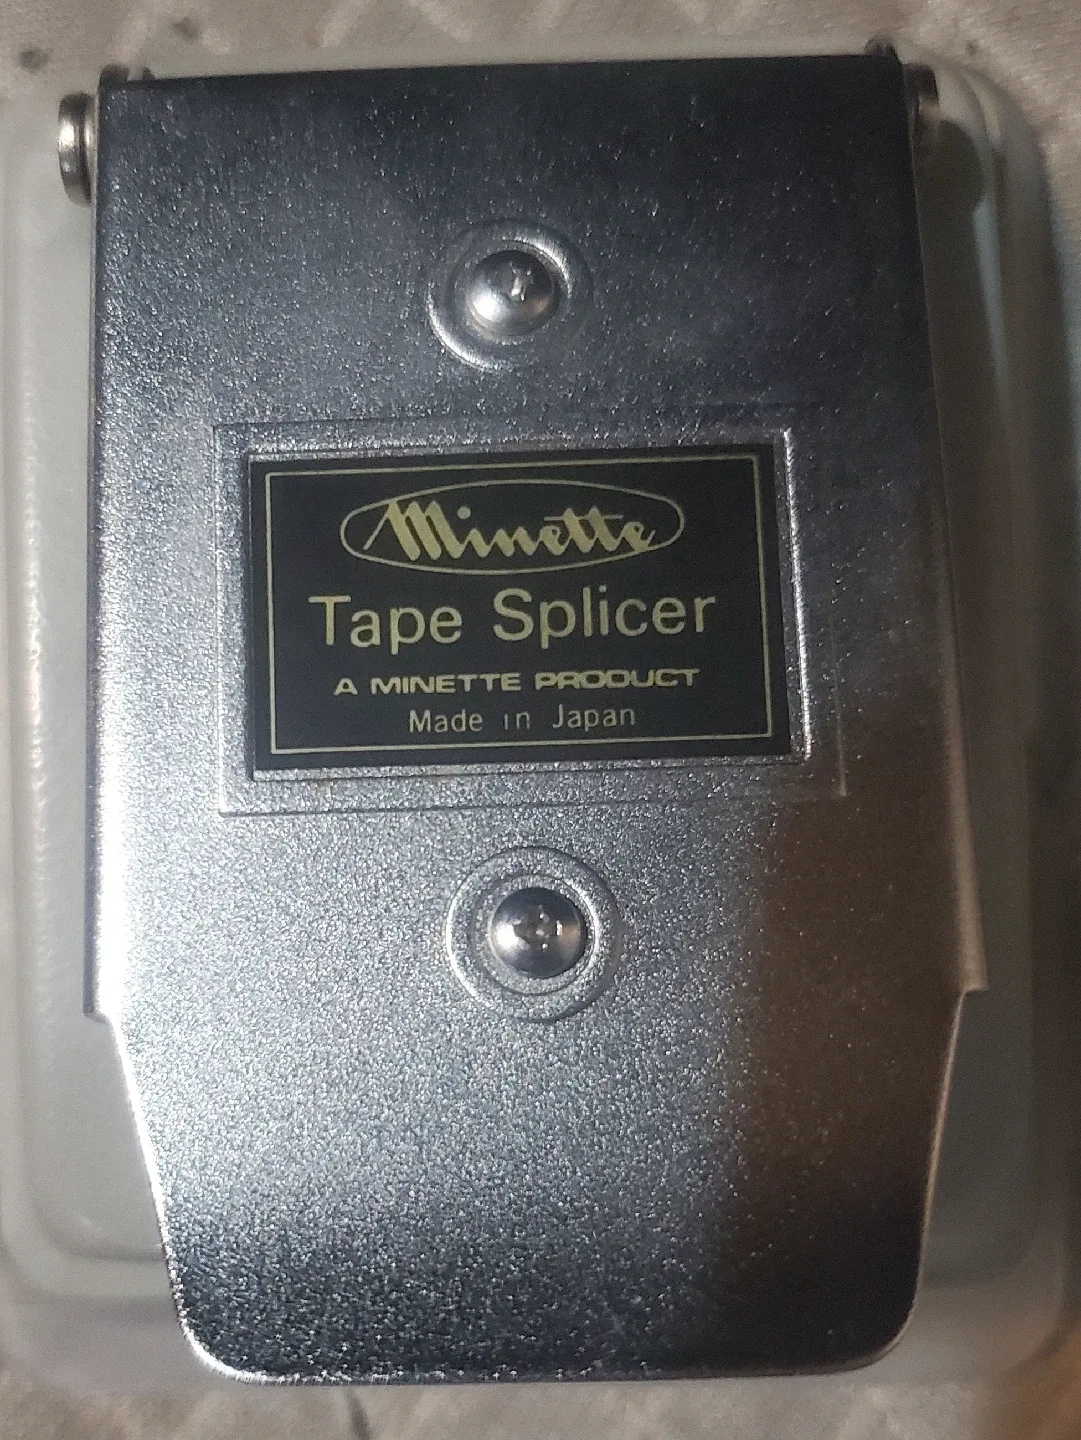 Minette
Tape Splicer
A MINETTE PRODUCT
Made in Japan